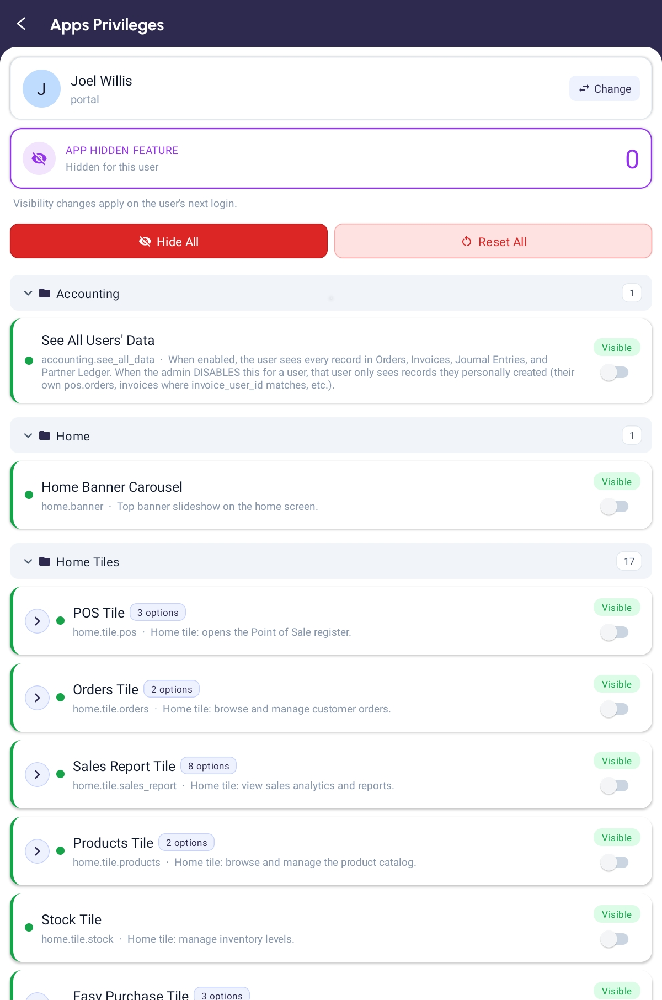 Apps Privileges
J
Joel Willis
portal
Change
APP HIDDEN FEATURE
Hidden for this user
0
Visibility changes apply on the user's next login.
Hide All
Reset All
Accounting
1
See All Users' Data
accounting.see_all_data · When enabled, the user sees every record in Orders, Invoices, Journal Entries, and
Partner Ledger. When the admin DISABLES this for a user, that user only sees records they personally created (their
own pos.orders, invoices where invoice_user_id matches, etc.).
Visible
Home
1
Home Banner Carousel
home.banner · Top banner slideshow on the home screen.
Visible
Home Tiles
17
POS Tile
3 options
home.tile.pos · Home tile: opens the Point of Sale register.
Visible
Orders Tile
2 options
home.tile.orders · Home tile: browse and manage customer orders.
Visible
Sales Report Tile
8 options
home.tile.sales_report · Home tile: view sales analytics and reports.
Visible
Products Tile
2 options
home.tile.products · Home tile: browse and manage the product catalog.
Visible
Stock Tile
home.tile.stock · Home tile: manage inventory levels.
Visible
Easy Purchase Tile
3 options
Visible